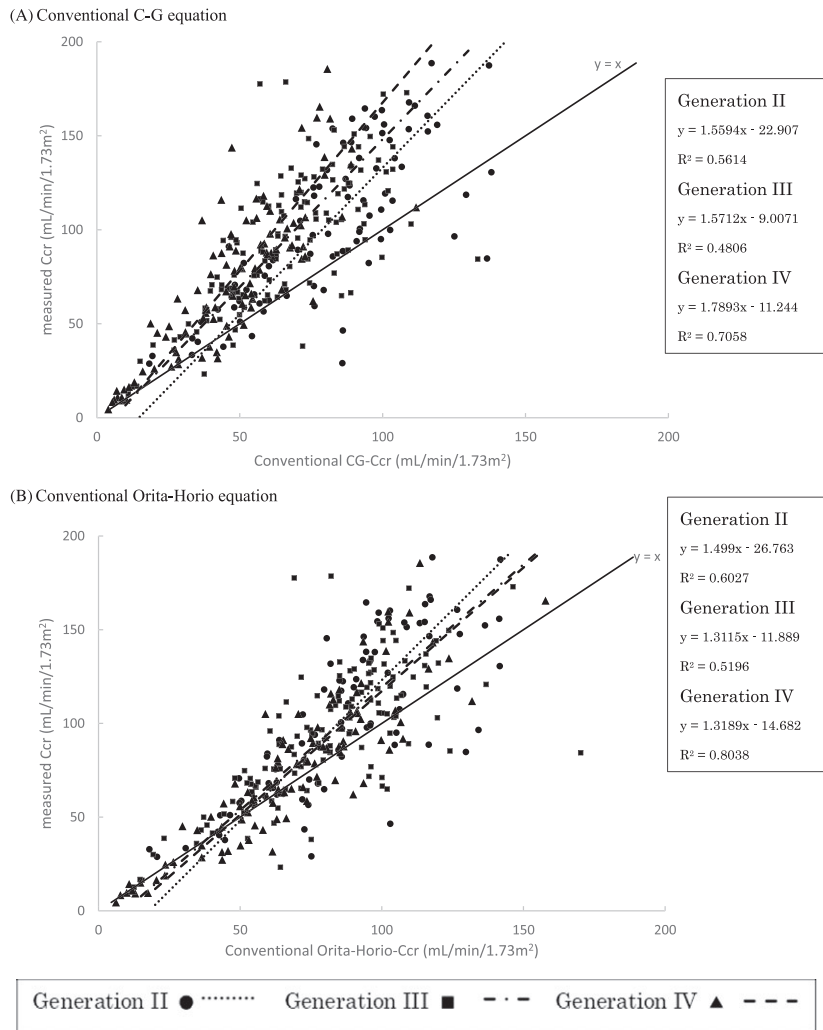 (A) Conventional C-G equation
200
150
100
50
0
measured Ccr (mL/min/1.73m²)
y = x
0 50 100 150 200
Conventional CG-Ccr (mL/min/1.73m²)
Generation II
y = 1.5594x - 22.907
R² = 0.5614
Generation III
y = 1.5712x - 9.0071
R² = 0.4806
Generation IV
y = 1.7893x - 11.244
R² = 0.7058
(B) Conventional Orita-Horio equation
200
150
100
50
0
measured Ccr (mL/min/1.73m²)
y = x
0 50 100 150 200
Conventional Orita-Horio-Ccr (mL/min/1.73m²)
Generation II
y = 1.499x - 26.763
R² = 0.6027
Generation III
y = 1.3115x - 11.889
R² = 0.5196
Generation IV
y = 1.3189x - 14.682
R² = 0.8038
Generation II Generation III Generation IV